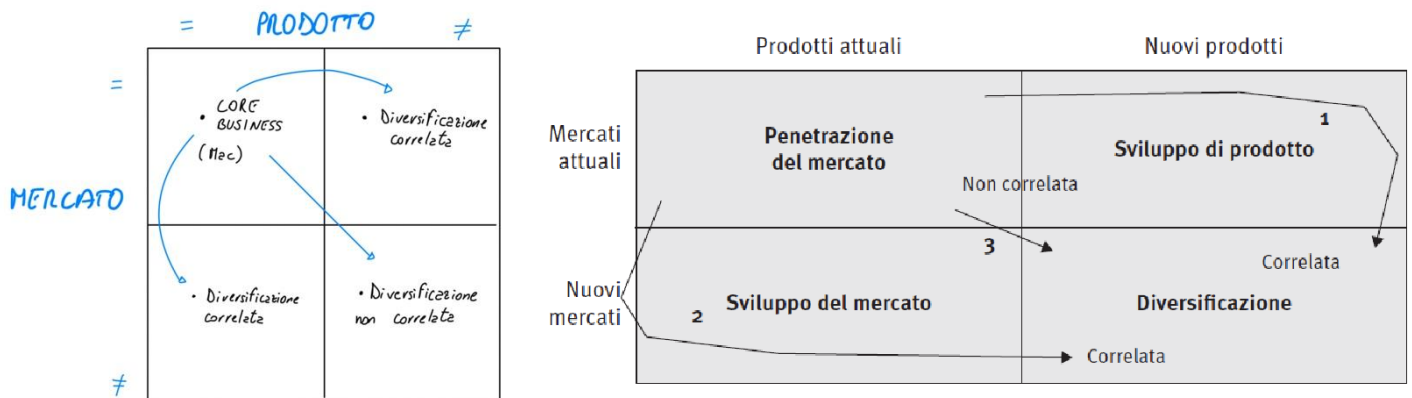 = PRODOTTO ≠
=
• CORE
BUSINESS
(Mac)
• Diversificazione
correlata
MERCATO
• Diversificazione
correlata
• Diversificazione
non correlata
≠
Prodotti attuali
Nuovi prodotti
Mercati
attuali
Penetrazione
del mercato
1
Sviluppo di prodotto
Non correlata
3
Correlata
Nuovi
mercati
2
Sviluppo del mercato
Diversificazione
Correlata